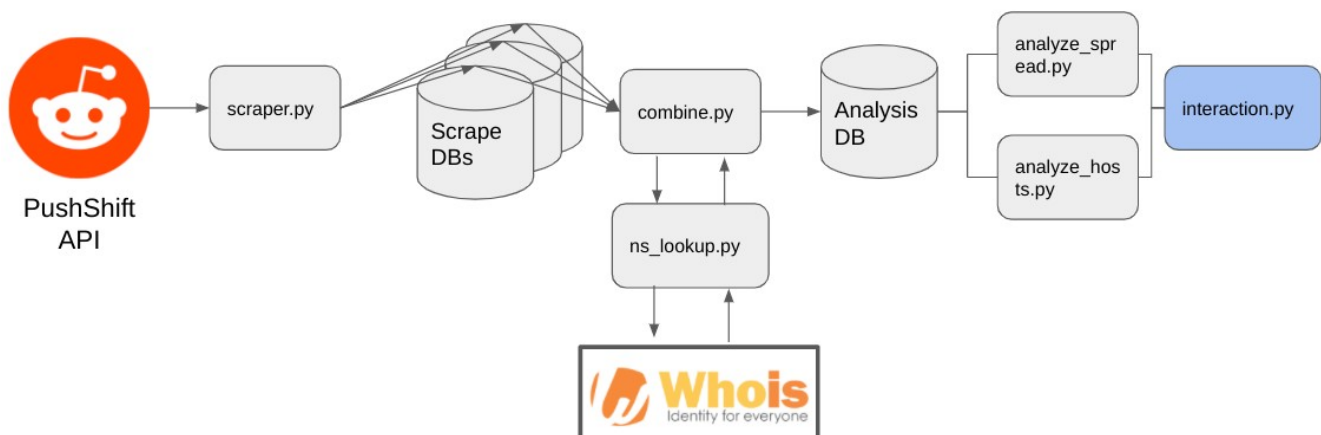 PushShift
API
scraper.py
Scrape
DBs
combine.py
ns_lookup.py
Whois
Identity for everyone
Analysis
DB
analyze_spr
ead.py
analyze_hos
ts.py
interaction.py